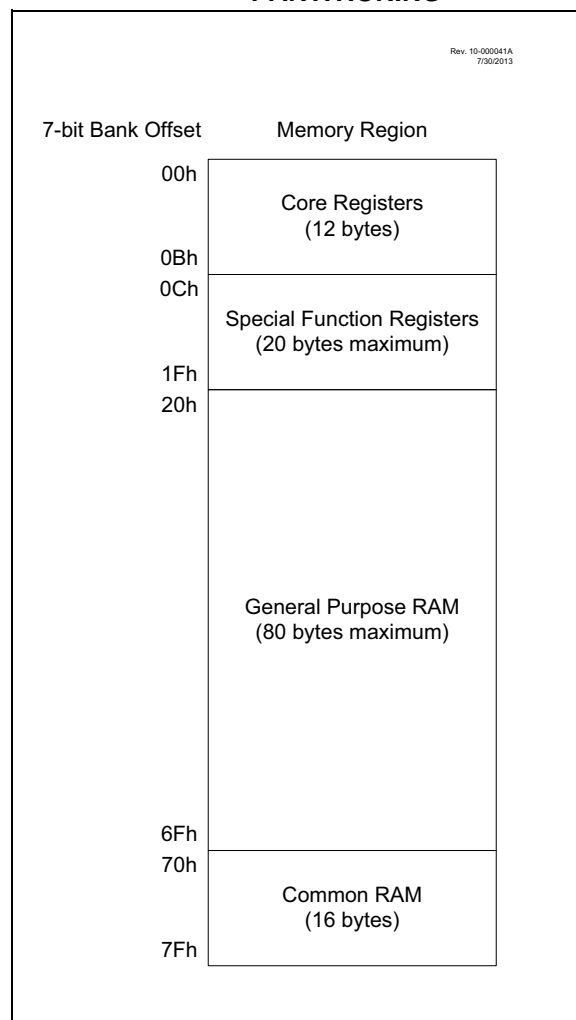 Rev. 10-000041A
7/30/2013
7-bit Bank Offset Memory Region
00h
Core Registers
(12 bytes)
0Bh
0Ch
Special Function Registers
(20 bytes maximum)
1Fh
20h
General Purpose RAM
(80 bytes maximum)
6Fh
70h
Common RAM
(16 bytes)
7Fh